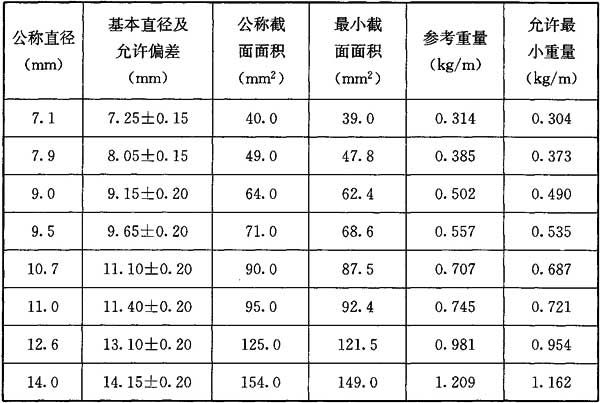 公称直径 基本直径及 公称截 最小截 参考重量 允许最
(mm) 允许偏差 面面积 面面积 (kg/m) 小重量
(mm) (mm²) (mm²) (kg/m)
7.1 7.25±0.15 40.0 39.0 0.314 0.304
7.9 8.05±0.15 49.0 47.8 0.385 0.373
9.0 9.15±0.20 64.0 62.4 0.502 0.490
9.5 9.65±0.20 71.0 68.6 0.557 0.535
10.7 11.10±0.20 90.0 87.5 0.707 0.687
11.0 11.40±0.20 95.0 92.4 0.745 0.721
12.6 13.10±0.20 125.0 121.5 0.981 0.954
14.0 14.15±0.20 154.0 149.0 1.209 1.162